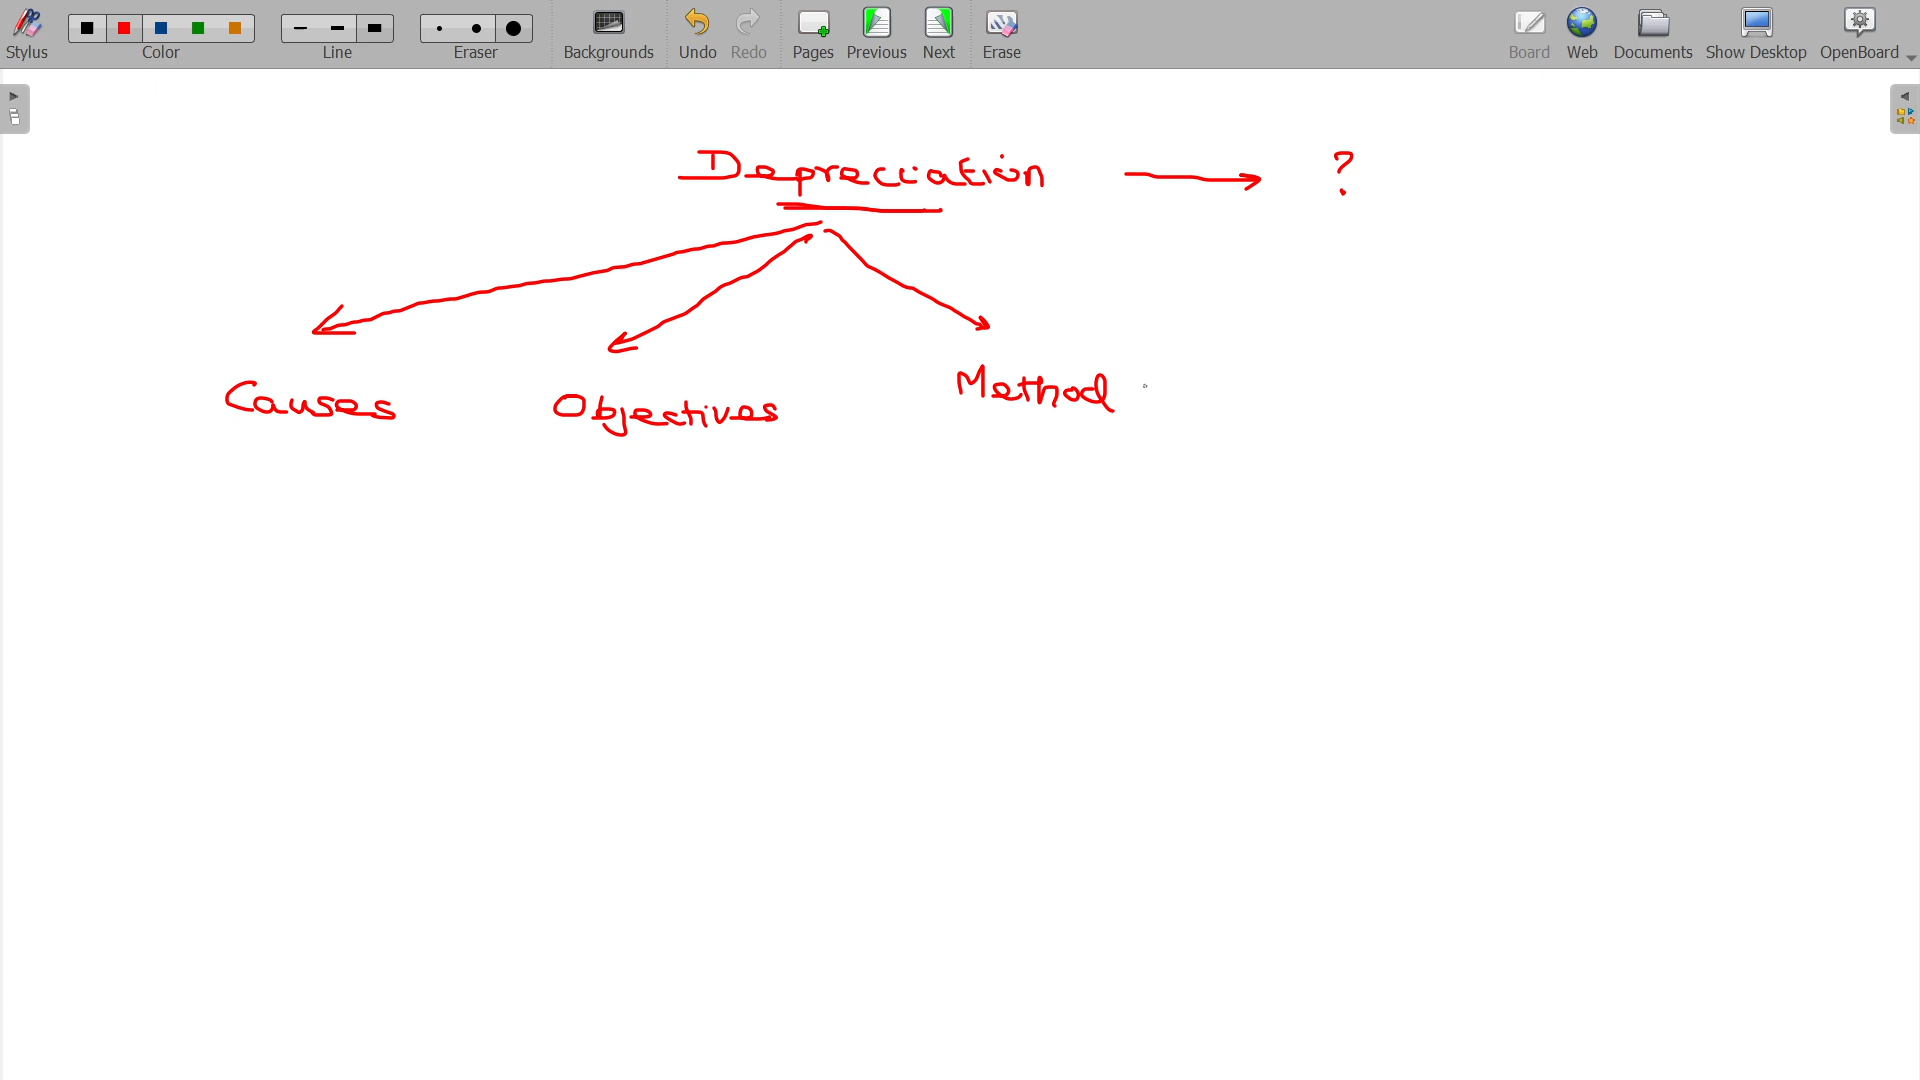 Stylus Color Line Eraser Backgrounds Undo Redo Pages Previous Next Erase Board Web Documents Show Desktop OpenBoard
Depreciation → ?
Causes Objectives Method